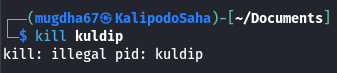 ┌──(mugdha67㉿KalipodoSaha)-[~/Documents]
└─$ kill kuldip
kill: illegal pid: kuldip